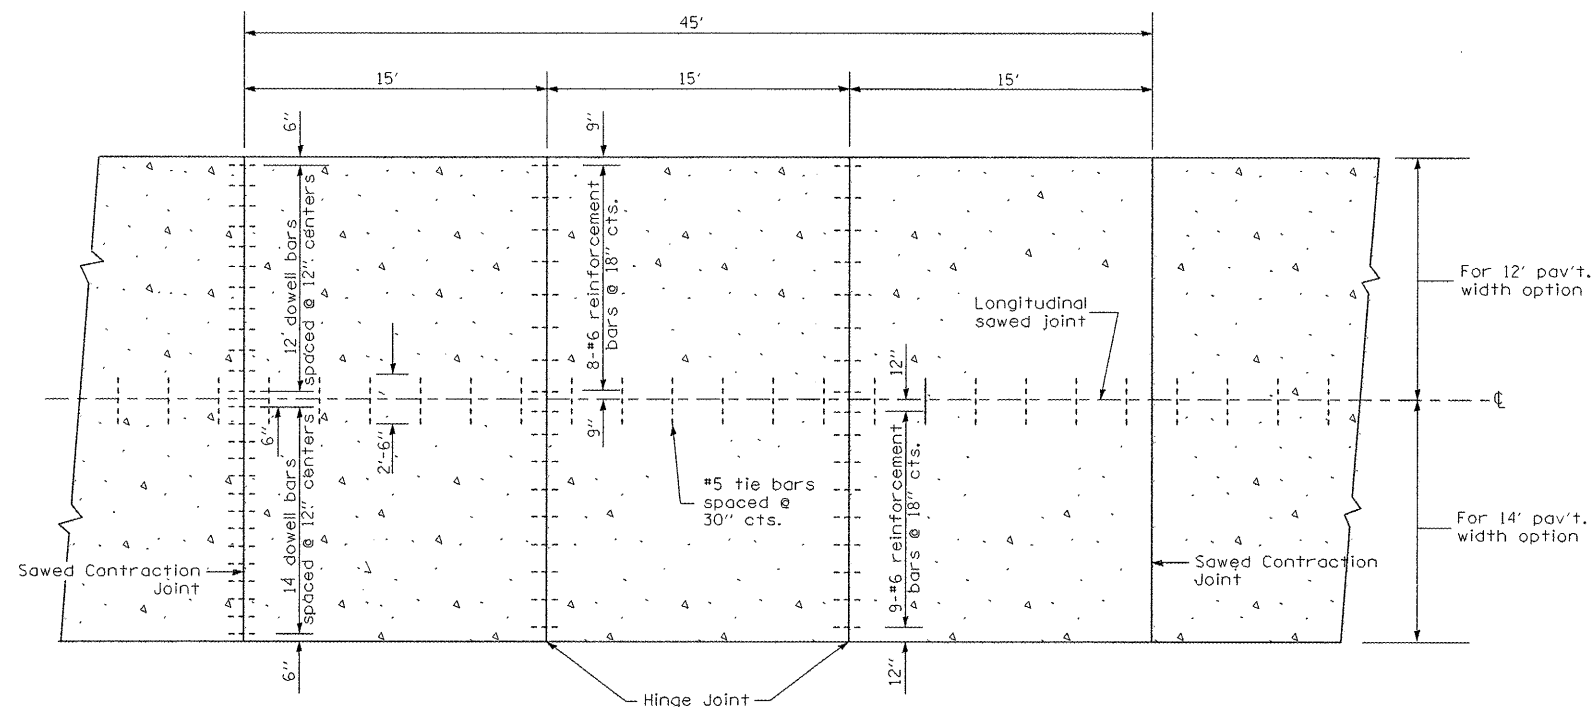 45'
15'
15'
15'
6"
9"
12' dowell bars
spaced @ 12" centers
8-#6 reinforcement
bars @ 18" cts.
For 12' pav't.
width option
Longitudinal
sawed joint
12"
℄
6"
2'-6"
9"
14 dowell bars
spaced @ 12" centers
#5 tie bars
spaced @
30" cts.
9-#6 reinforcement
bars @ 18" cts.
For 14' pav't.
width option
Sawed Contraction
Joint
Sawed Contraction
Joint
6"
12"
Hinge Joint